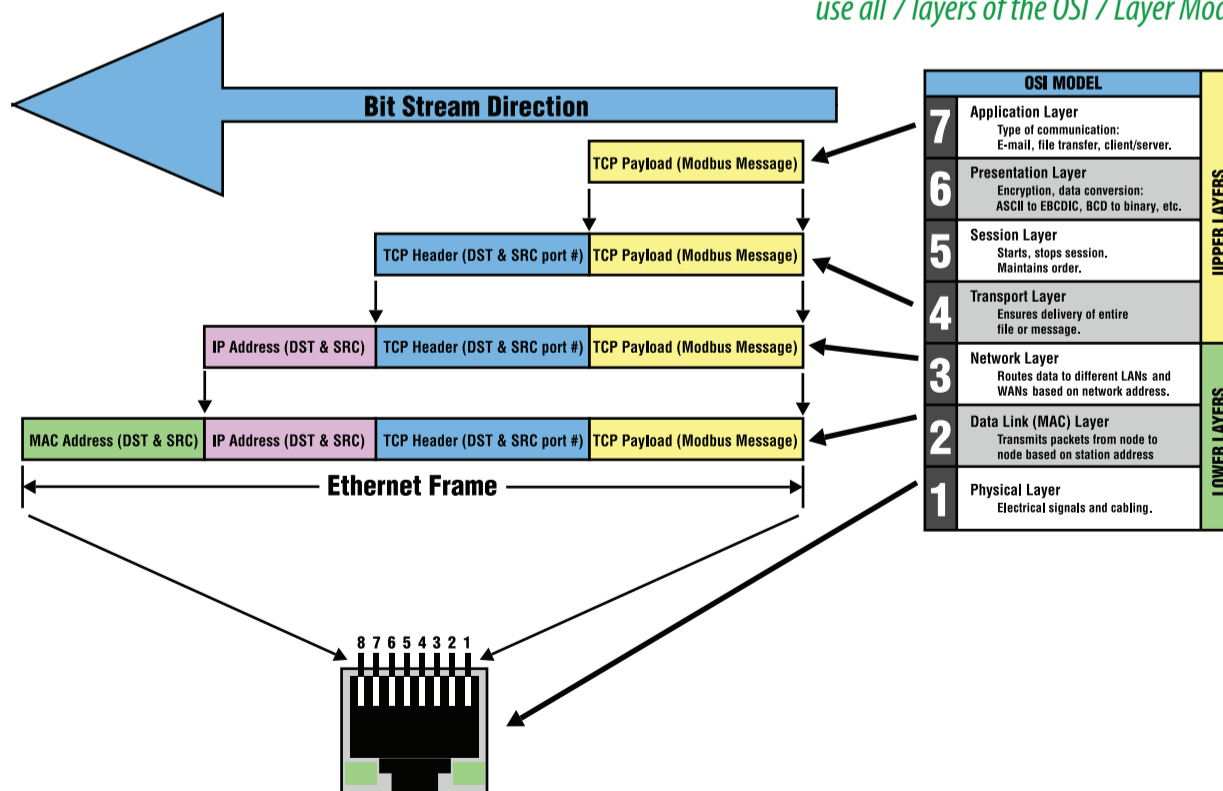 use all 7 layers of the OSI 7 Layer Mod
Bit Stream Direction
TCP Payload (Modbus Message)
TCP Header (DST & SRC port #) TCP Payload (Modbus Message)
IP Address (DST & SRC) TCP Header (DST & SRC port #) TCP Payload (Modbus Message)
MAC Address (DST & SRC) IP Address (DST & SRC) TCP Header (DST & SRC port #) TCP Payload (Modbus Message)
Ethernet Frame
8 7 6 5 4 3 2 1
OSI MODEL
7 Application Layer
Type of communication:
E-mail, file transfer, client/server.
6 Presentation Layer
Encryption, data conversion:
ASCII to EBCDIC, BCD to binary, etc.
5 Session Layer
Starts, stops session.
Maintains order.
4 Transport Layer
Ensures delivery of entire
file or message.
3 Network Layer
Routes data to different LANs and
WANs based on network address.
2 Data Link (MAC) Layer
Transmits packets from node to
node based on station address
1 Physical Layer
Electrical signals and cabling.
UPPER LAYERS
LOWER LAYERS